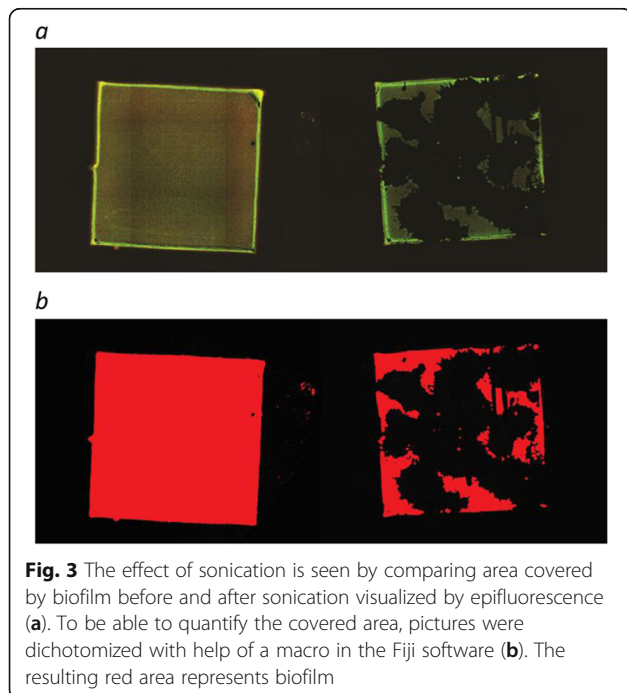 a
b
Fig. 3 The effect of sonication is seen by comparing area covered
by biofilm before and after sonication visualized by epifluorescence
(a). To be able to quantify the covered area, pictures were
dichotomized with help of a macro in the Fiji software (b). The
resulting red area represents biofilm